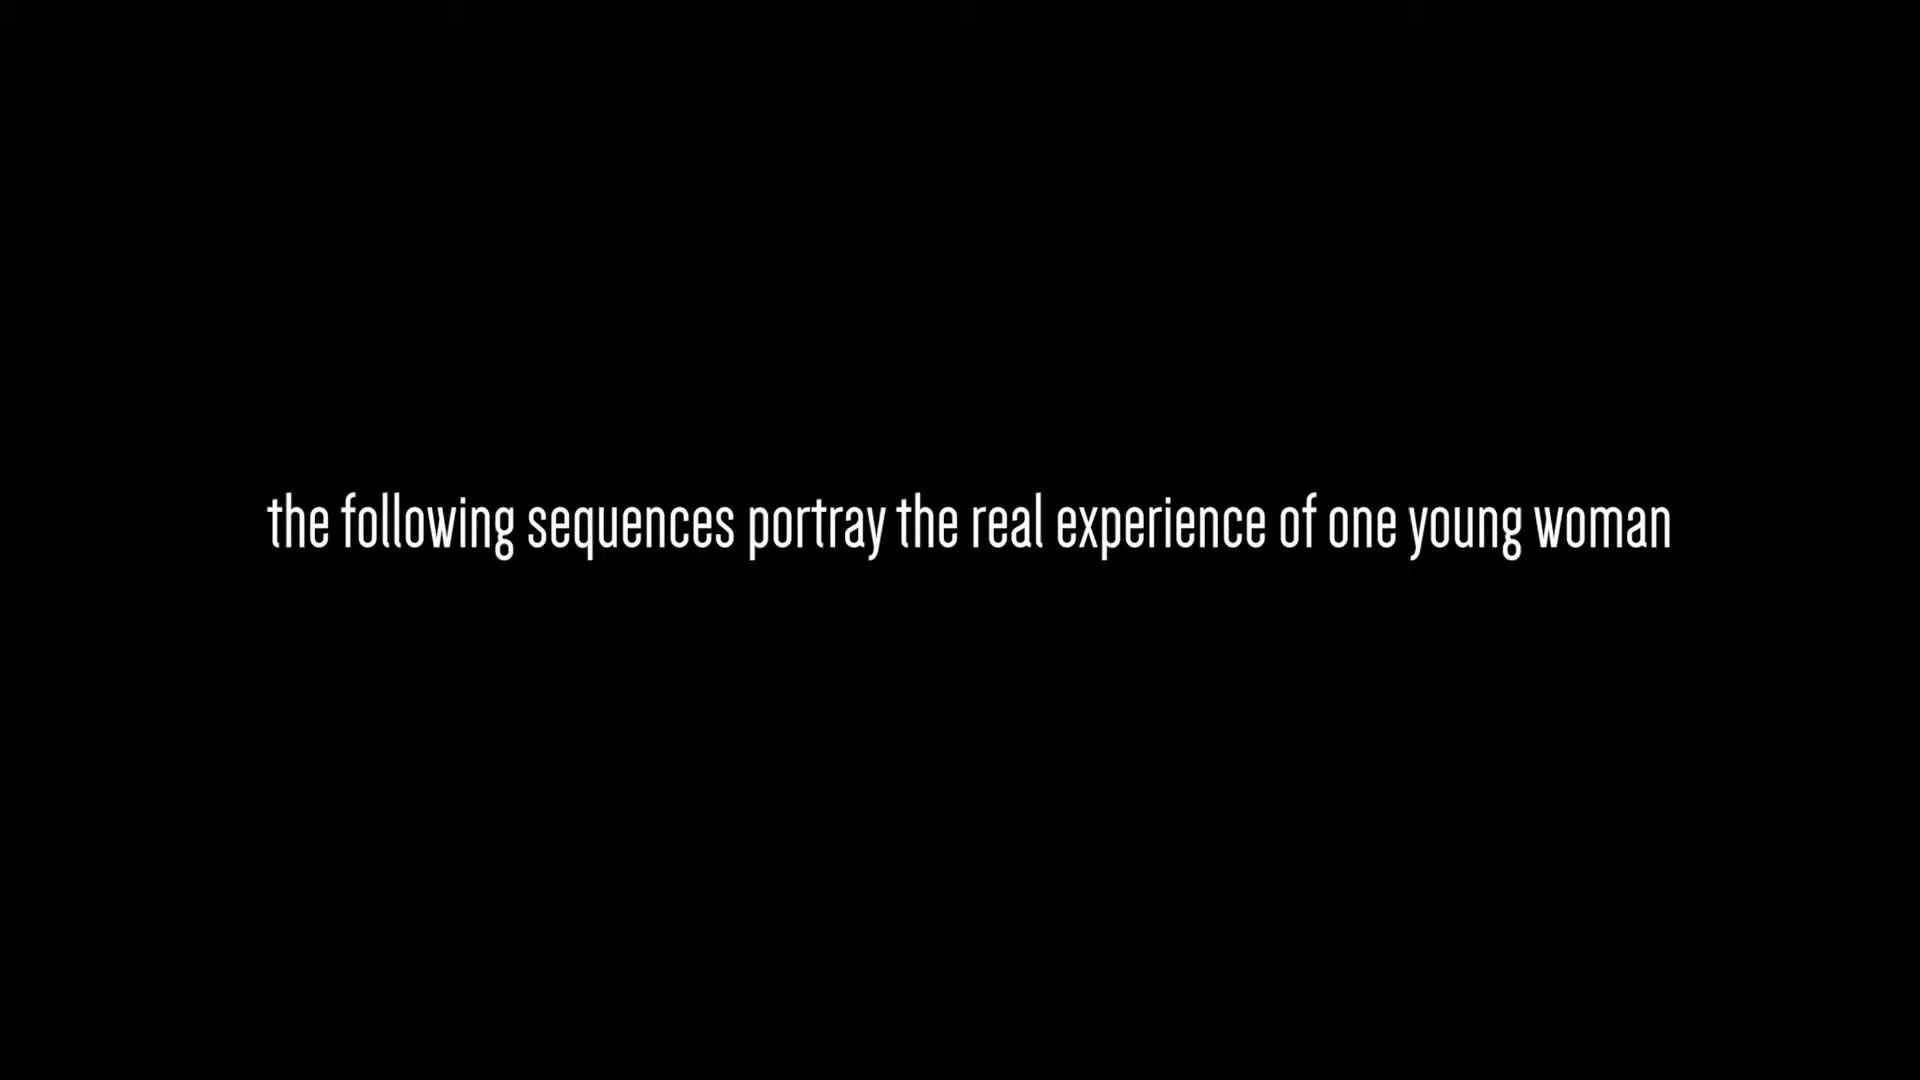 the following sequences portray the real experience of one young woman